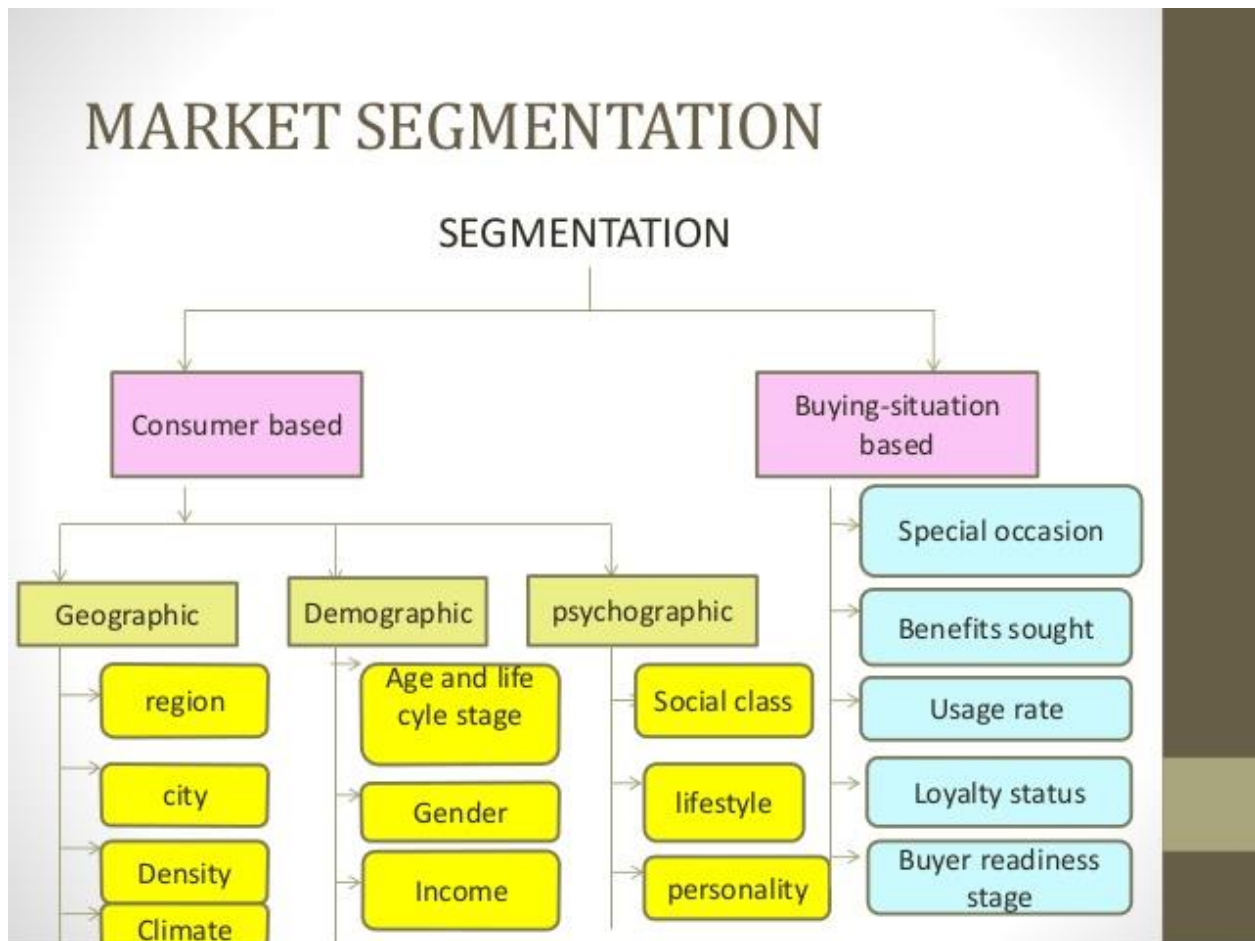 MARKET SEGMENTATION
SEGMENTATION
Consumer based
Buying-situation
based
Geographic
region
city
Density
Climate
Demographic
Age and life
cyle stage
Gender
Income
psychographic
Social class
lifestyle
personality
Special occasion
Benefits sought
Usage rate
Loyalty status
Buyer readiness
stage